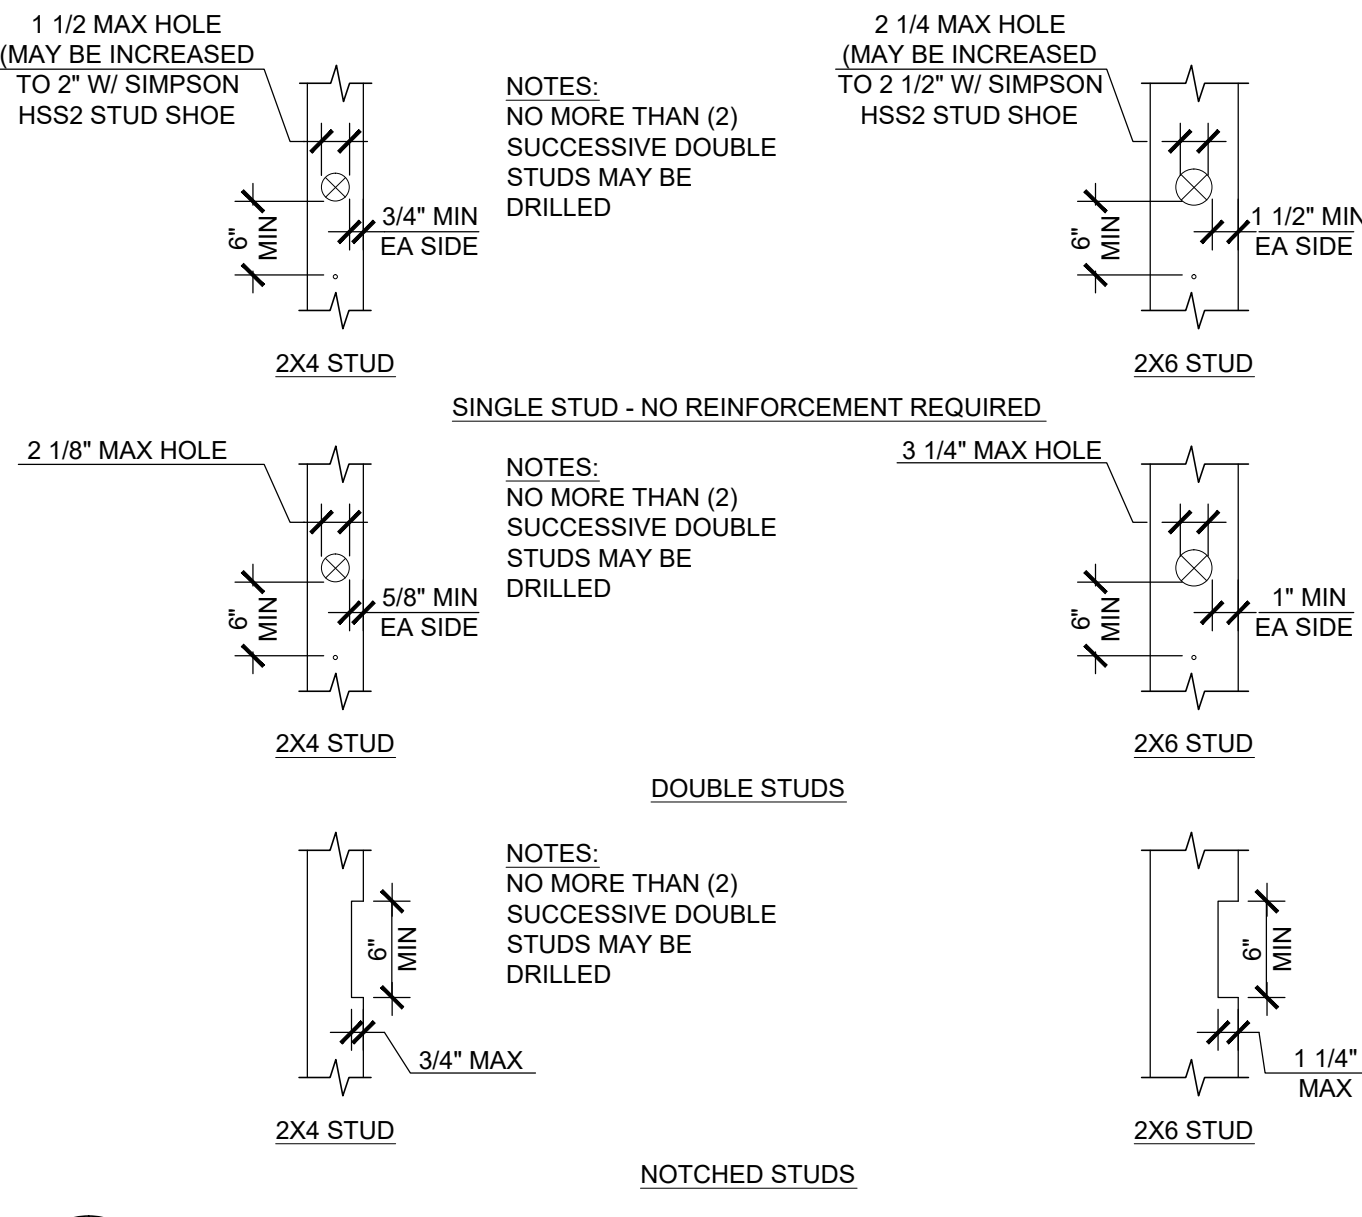 1 1/2 MAX HOLE
(MAY BE INCREASED
TO 2" W/ SIMPSON
HSS2 STUD SHOE
6"
MIN
3/4" MIN
EA SIDE
2X4 STUD
NOTES:
NO MORE THAN (2)
SUCCESSIVE DOUBLE
STUDS MAY BE
DRILLED
2 1/4 MAX HOLE
(MAY BE INCREASED
TO 2 1/2" W/ SIMPSON
HSS2 STUD SHOE
6"
MIN
1 1/2" MIN
EA SIDE
2X6 STUD
SINGLE STUD - NO REINFORCEMENT REQUIRED
2 1/8" MAX HOLE
6"
MIN
5/8" MIN
EA SIDE
2X4 STUD
NOTES:
NO MORE THAN (2)
SUCCESSIVE DOUBLE
STUDS MAY BE
DRILLED
3 1/4" MAX HOLE
6"
MIN
1" MIN
EA SIDE
2X6 STUD
DOUBLE STUDS
6"
MIN
3/4" MAX
2X4 STUD
NOTES:
NO MORE THAN (2)
SUCCESSIVE DOUBLE
STUDS MAY BE
DRILLED
6"
MIN
1 1/4"
MAX
2X6 STUD
NOTCHED STUDS